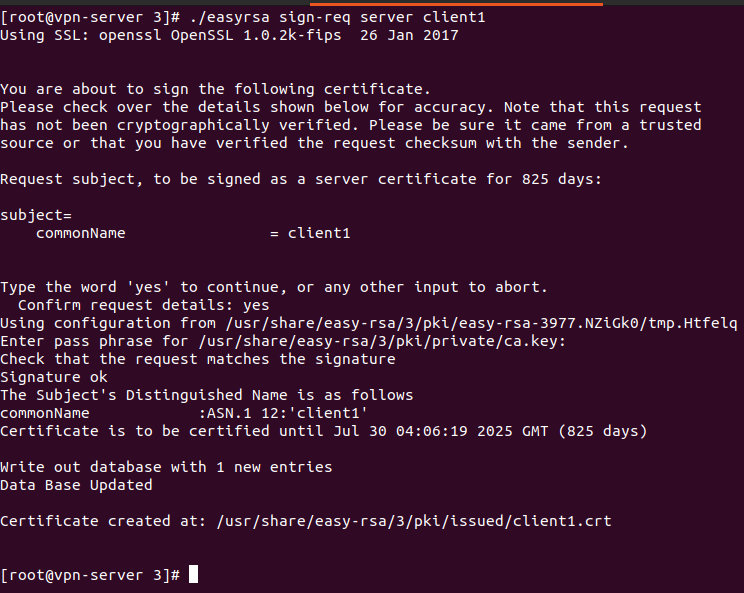 [root@vpn-server 3]# ./easyrsa sign-req server client1
Using SSL: openssl OpenSSL 1.0.2k-fips  26 Jan 2017
You are about to sign the following certificate.
Please check over the details shown below for accuracy. Note that this request
has not been cryptographically verified. Please be sure it came from a trusted
source or that you have verified the request checksum with the sender.
Request subject, to be signed as a server certificate for 825 days:
subject=
    commonName                = client1
Type the word 'yes' to continue, or any other input to abort.
  Confirm request details: yes
Using configuration from /usr/share/easy-rsa/3/pki/easy-rsa-3977.NZiGk0/tmp.Htfelq
Enter pass phrase for /usr/share/easy-rsa/3/pki/private/ca.key:
Check that the request matches the signature
Signature ok
The Subject's Distinguished Name is as follows
commonName            :ASN.1 12:'client1'
Certificate is to be certified until Jul 30 04:06:19 2025 GMT (825 days)
Write out database with 1 new entries
Data Base Updated
Certificate created at: /usr/share/easy-rsa/3/pki/issued/client1.crt
[root@vpn-server 3]#